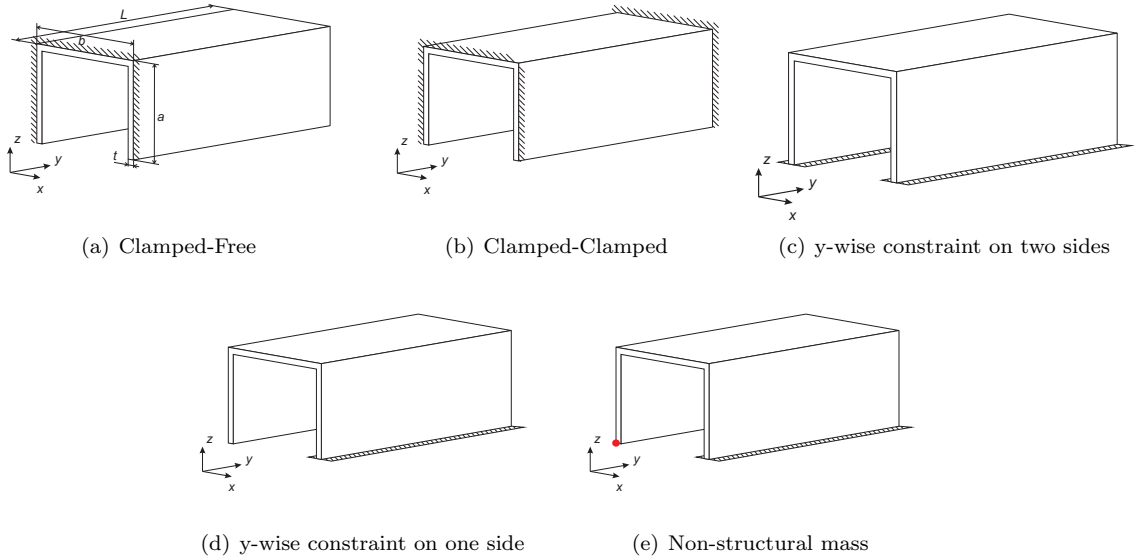 L
b
a
t
z
y
x
z
y
x
z
y
x
(a) Clamped-Free
(b) Clamped-Clamped
(c) y-wise constraint on two sides
z
y
x
z
y
x
(d) y-wise constraint on one side
(e) Non-structural mass